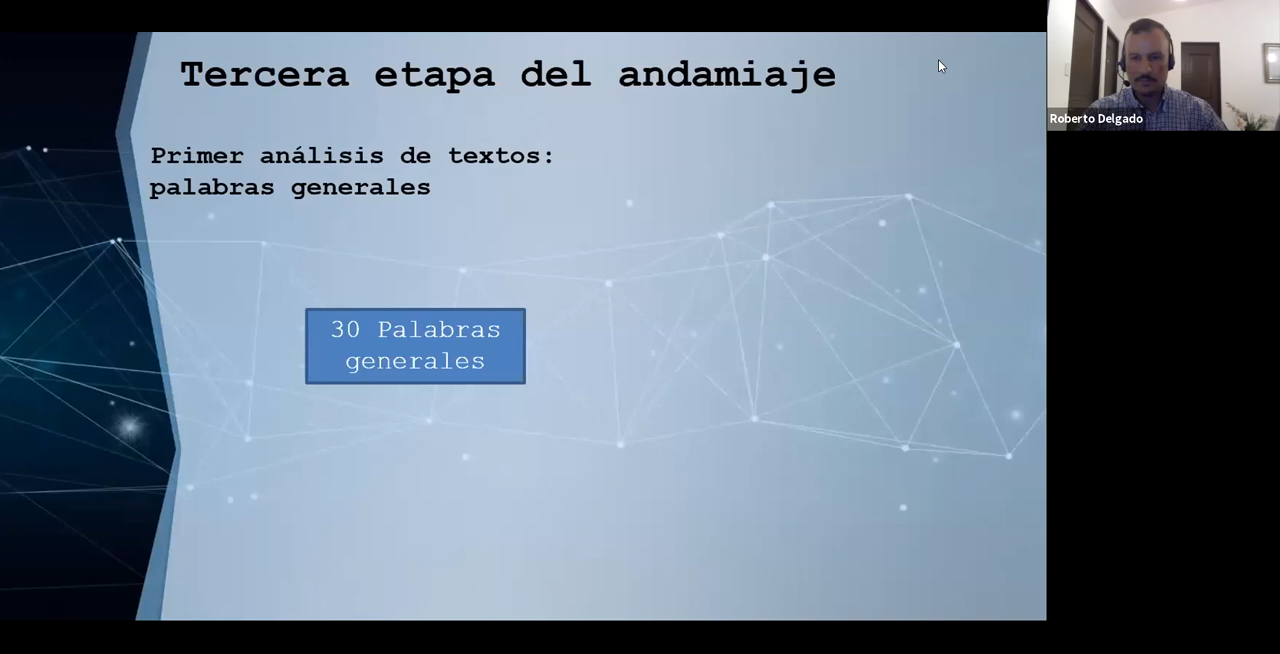 Tercera etapa del andamiaje
Primer análisis de textos:
palabras generales
30 Palabras
generales
Roberto Delgado